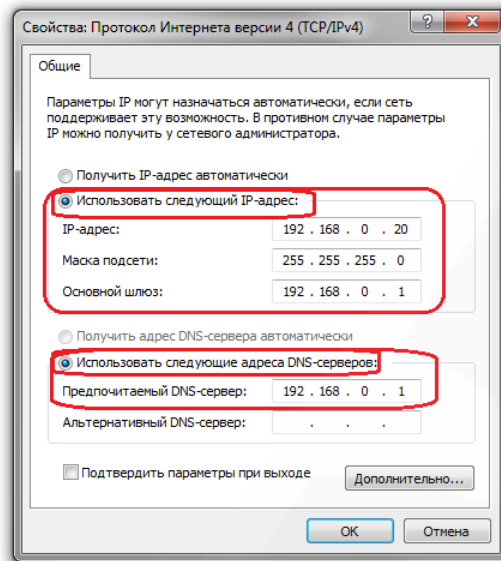 Свойства: Протокол Интернета версии 4 (TCP/IPv4)
Общие
Параметры IP могут назначаться автоматически, если сеть
поддерживает эту возможность. В противном случае параметры
IP можно получить у сетевого администратора.
Получить IP-адрес автоматически
Использовать следующий IP-адрес:
IP-адрес: 192 . 168 . 0 . 20
Маска подсети: 255 . 255 . 255 . 0
Основной шлюз: 192 . 168 . 0 . 1
Получить адрес DNS-сервера автоматически
Использовать следующие адреса DNS-серверов:
Предпочитаемый DNS-сервер: 192 . 168 . 0 . 1
Альтернативный DNS-сервер: . . .
Подтвердить параметры при выходе
Дополнительно...
ОК Отмена